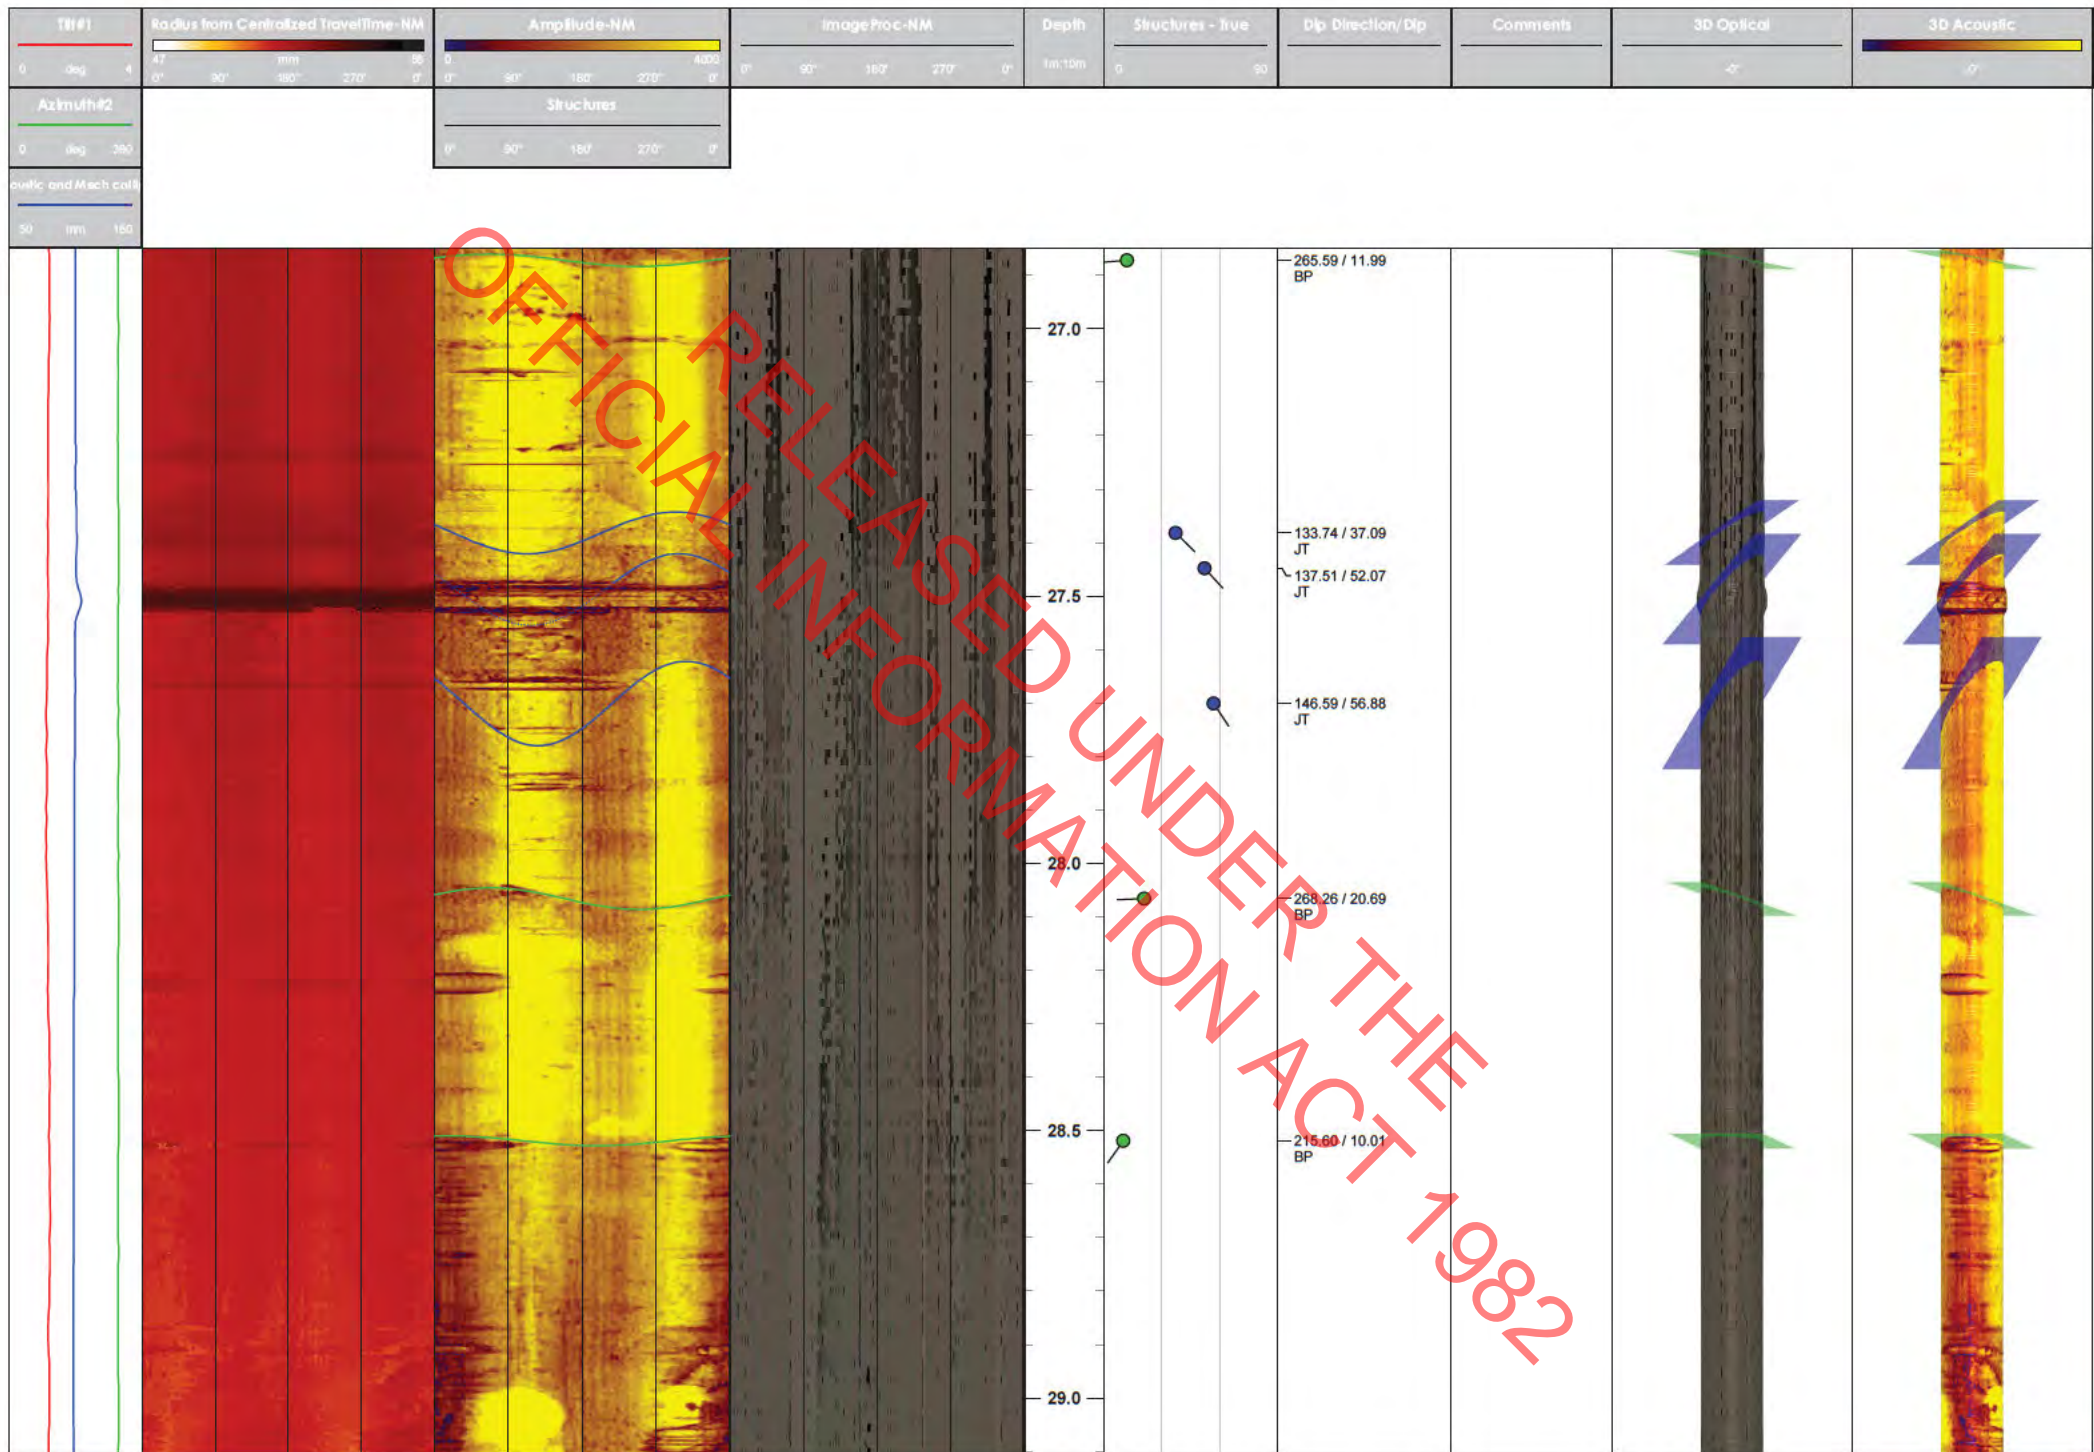 Tilt#1
0 deg 4
Radius from Centralized TravelTime-NM
47 mm
0° 90° 180° 270° 0°
Amplitude-NM
0 4000
0° 90° 180° 270° 0°
ImageProc-NM
0° 90° 180° 270° 0°
Depth
1m:10m
Structures - True
0 90
Dip Direction/Dip
Comments
3D Optical
3D Acoustic
Azimuth#2
0 deg 360
Structures
0° 90° 180° 270° 0°
oustic and Mech cali
50 mm 160
265.59 / 11.99
BP
27.0
133.74 / 37.09
JT
137.51 / 52.07
JT
27.5
146.59 / 56.88
JT
28.0
268.26 / 20.69
BP
28.5
215.60 / 10.01
BP
29.0
RELEASED UNDER THE
OFFICIAL INFORMATION ACT 1982